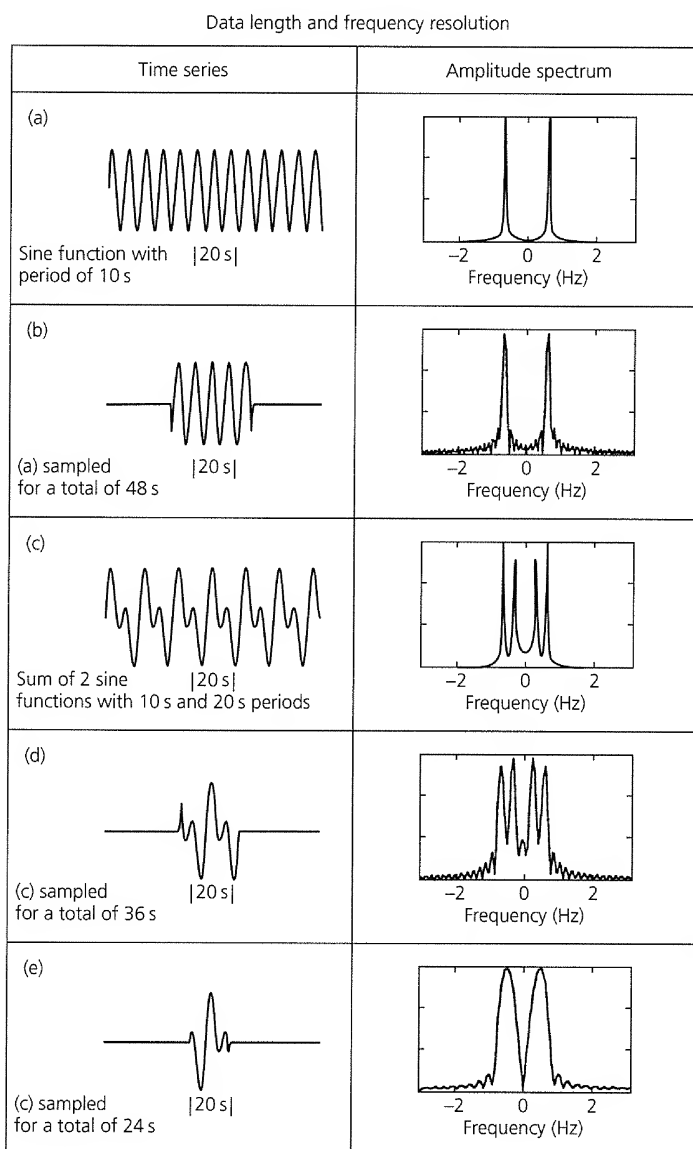 Data length and frequency resolution
Time series
Amplitude spectrum
(a)
Sine function with
period of 10 s
|20 s|
−2 0 2
Frequency (Hz)
(b)
(a) sampled
for a total of 48 s
|20 s|
−2 0 2
Frequency (Hz)
(c)
Sum of 2 sine
functions with 10 s and 20 s periods
|20 s|
−2 0 2
Frequency (Hz)
(d)
(c) sampled
for a total of 36 s
|20 s|
−2 0 2
Frequency (Hz)
(e)
(c) sampled
for a total of 24 s
|20 s|
−2 0 2
Frequency (Hz)